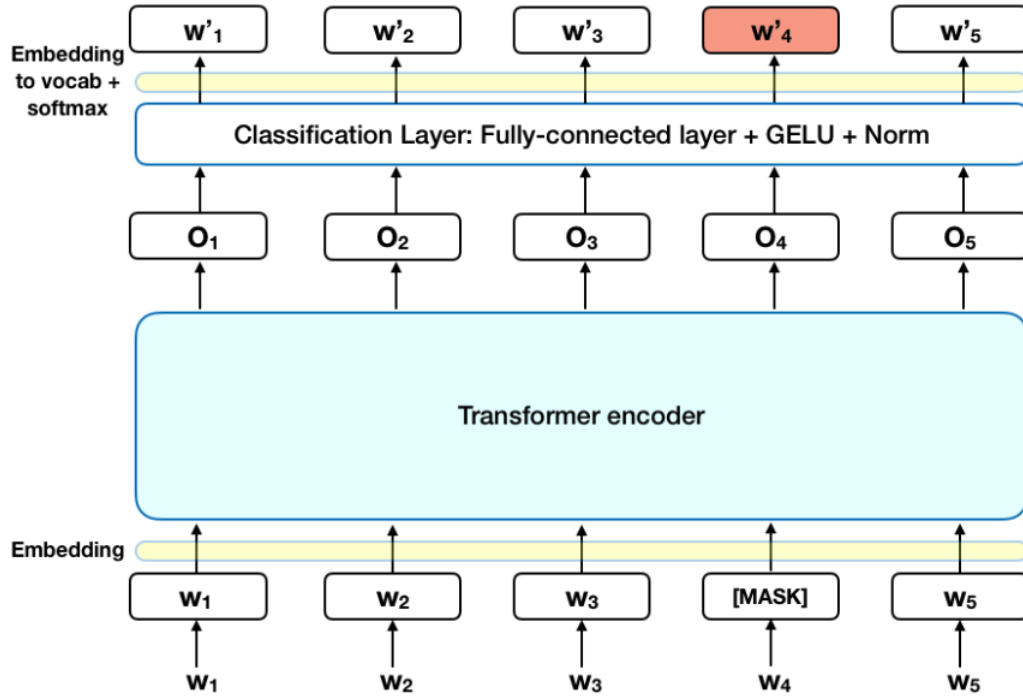 w'₁ w'₂ w'₃ w'₄ w'₅
Embedding
to vocab +
softmax
Classification Layer: Fully-connected layer + GELU + Norm
O₁ O₂ O₃ O₄ O₅
Transformer encoder
Embedding
W₁ W₂ W₃ [MASK] W₅
W₁ W₂ W₃ W₄ W₅